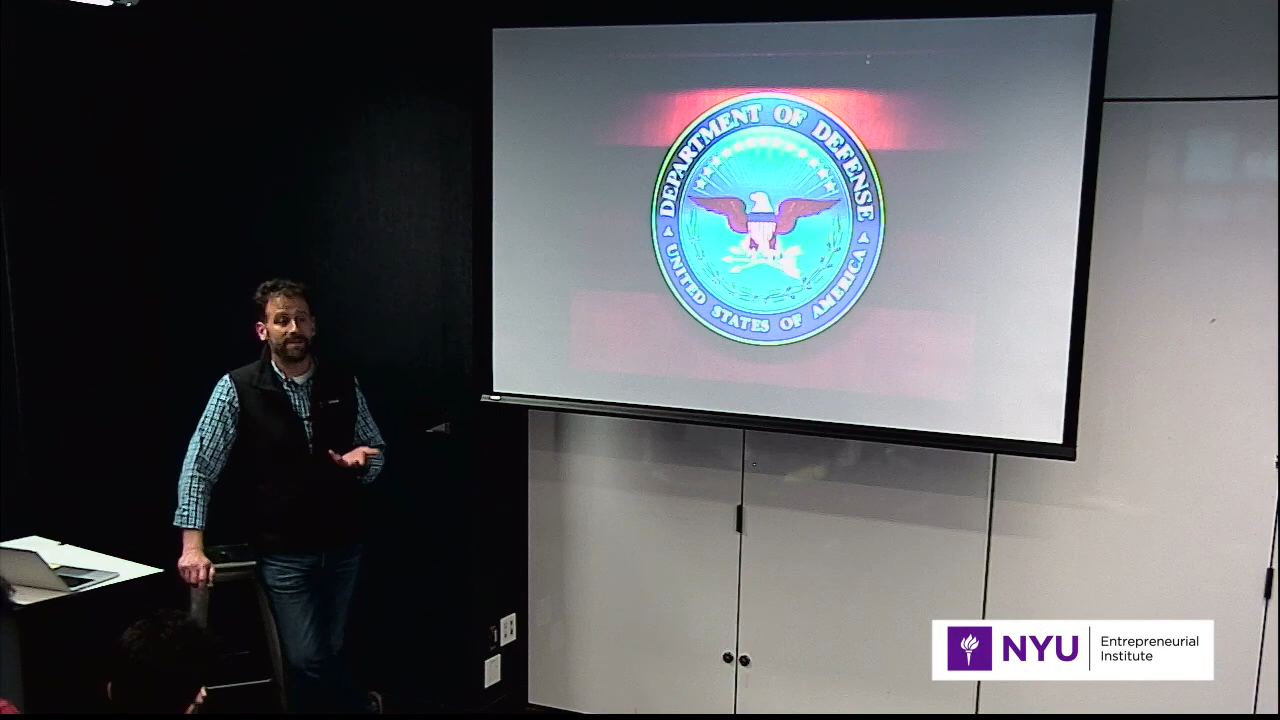 DEPARTMENT OF DEFENSE
UNITED STATES OF AMERICA
NYU
Entrepreneurial
Institute